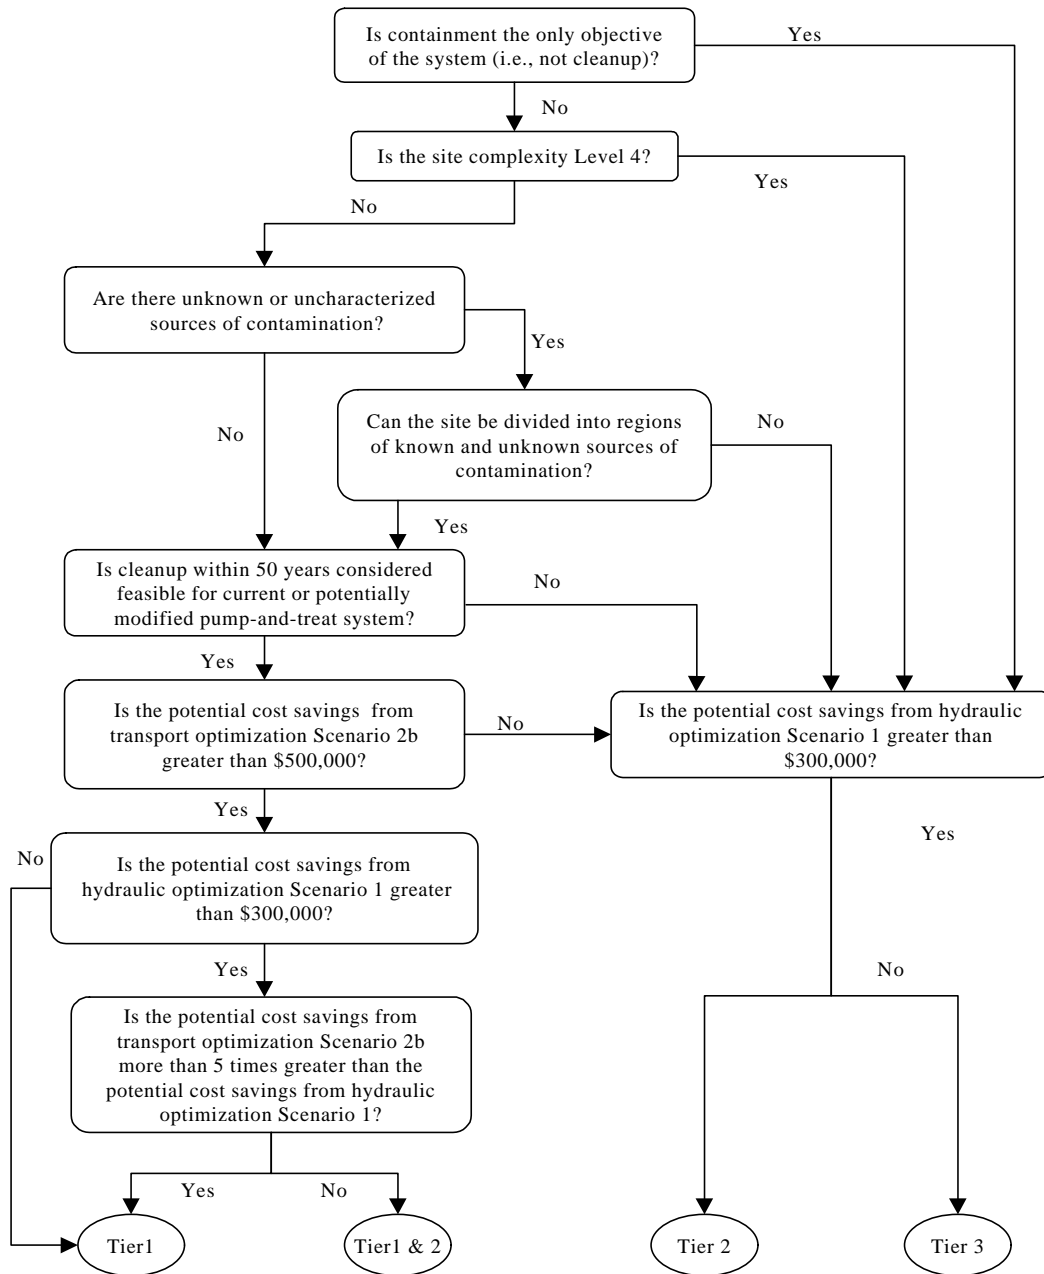 Is containment the only objective
of the system (i.e., not cleanup)?
Yes
No
Is the site complexity Level 4?
Yes
No
Are there unknown or uncharacterized
sources of contamination?
Yes
No
Can the site be divided into regions
of known and unknown sources of
contamination?
No
Yes
Is cleanup within 50 years considered
feasible for current or potentially
modified pump-and-treat system?
No
Yes
Is the potential cost savings from
transport optimization Scenario 2b
greater than $500,000?
No
Is the potential cost savings from hydraulic
optimization Scenario 1 greater than
$300,000?
Yes
Yes
No
Is the potential cost savings from
hydraulic optimization Scenario 1 greater
than $300,000?
Yes
No
Is the potential cost savings from
transport optimization Scenario 2b
more than 5 times greater than the
potential cost savings from hydraulic
optimization Scenario 1?
Yes
No
Tier1
Tier1 & 2
Tier 2
Tier 3